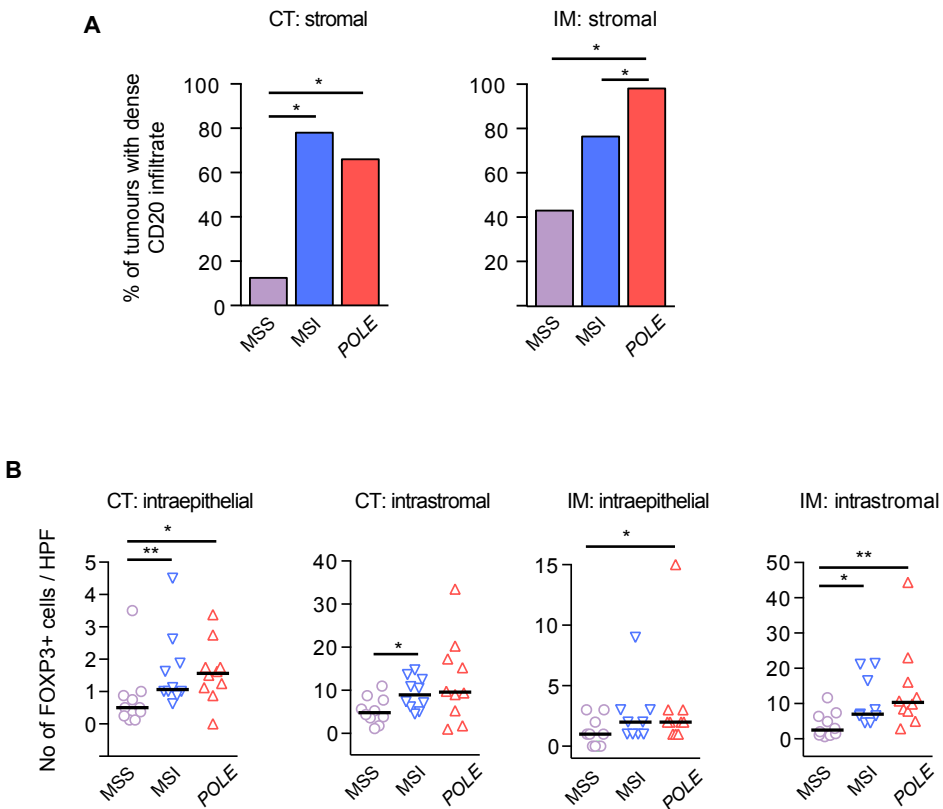 A
CT: stromal
IM: stromal
% of tumours with dense
CD20 infiltrate
100
80
60
40
20
0
*
*
MSS
MSI
POLE
100
80
60
40
20
*
*
MSS
MSI
POLE
B
CT: intraepithelial
CT: intrastromal
IM: intraepithelial
IM: intrastromal
No of FOXP3+ cells / HPF
5
4
3
2
1
0
*
**
MSS
MSI
POLE
40
30
20
10
0
*
MSS
MSI
POLE
15
10
5
0
*
MSS
MSI
POLE
50
40
30
20
10
0
**
*
MSS
MSI
POLE